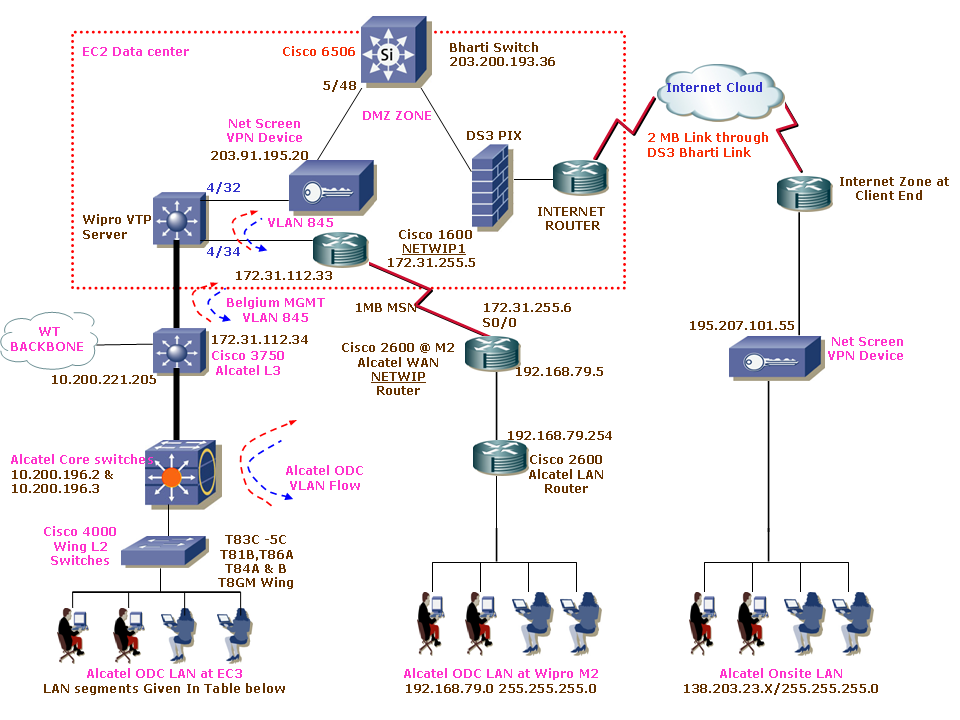 EC2 Data center
Cisco 6506
Si
Bharti Switch
203.200.193.36
5/48
DMZ ZONE
Net Screen
VPN Device
203.91.195.20
DS3 PIX
Internet Cloud
2 MB Link through
DS3 Bharti Link
4/32
Wipro VTP
Server
VLAN 845
4/34
INTERNET
ROUTER
Internet Zone at
Client End
Cisco 1600
NETWIP1
172.31.255.5
172.31.112.33
Belgium MGMT
VLAN 845
1MB MSN
172.31.255.6
S0/0
WT
BACKBONE
172.31.112.34
Cisco 3750
Alcatel L3
10.200.221.205
Cisco 2600 @ M2
Alcatel WAN
NETWIP
Router
192.168.79.5
195.207.101.55
Net Screen
VPN Device
192.168.79.254
Cisco 2600
Alcatel LAN
Router
Alcatel Core switches
10.200.196.2 &
10.200.196.3
Alcatel ODC
VLAN Flow
Cisco 4000
Wing L2
Switches
T83C -5C
T81B,T86A
T84A & B
T8GM Wing
Alcatel ODC LAN at EC3
LAN segments Given In Table below
Alcatel ODC LAN at Wipro M2
192.168.79.0 255.255.255.0
Alcatel Onsite LAN
138.203.23.X/255.255.255.0